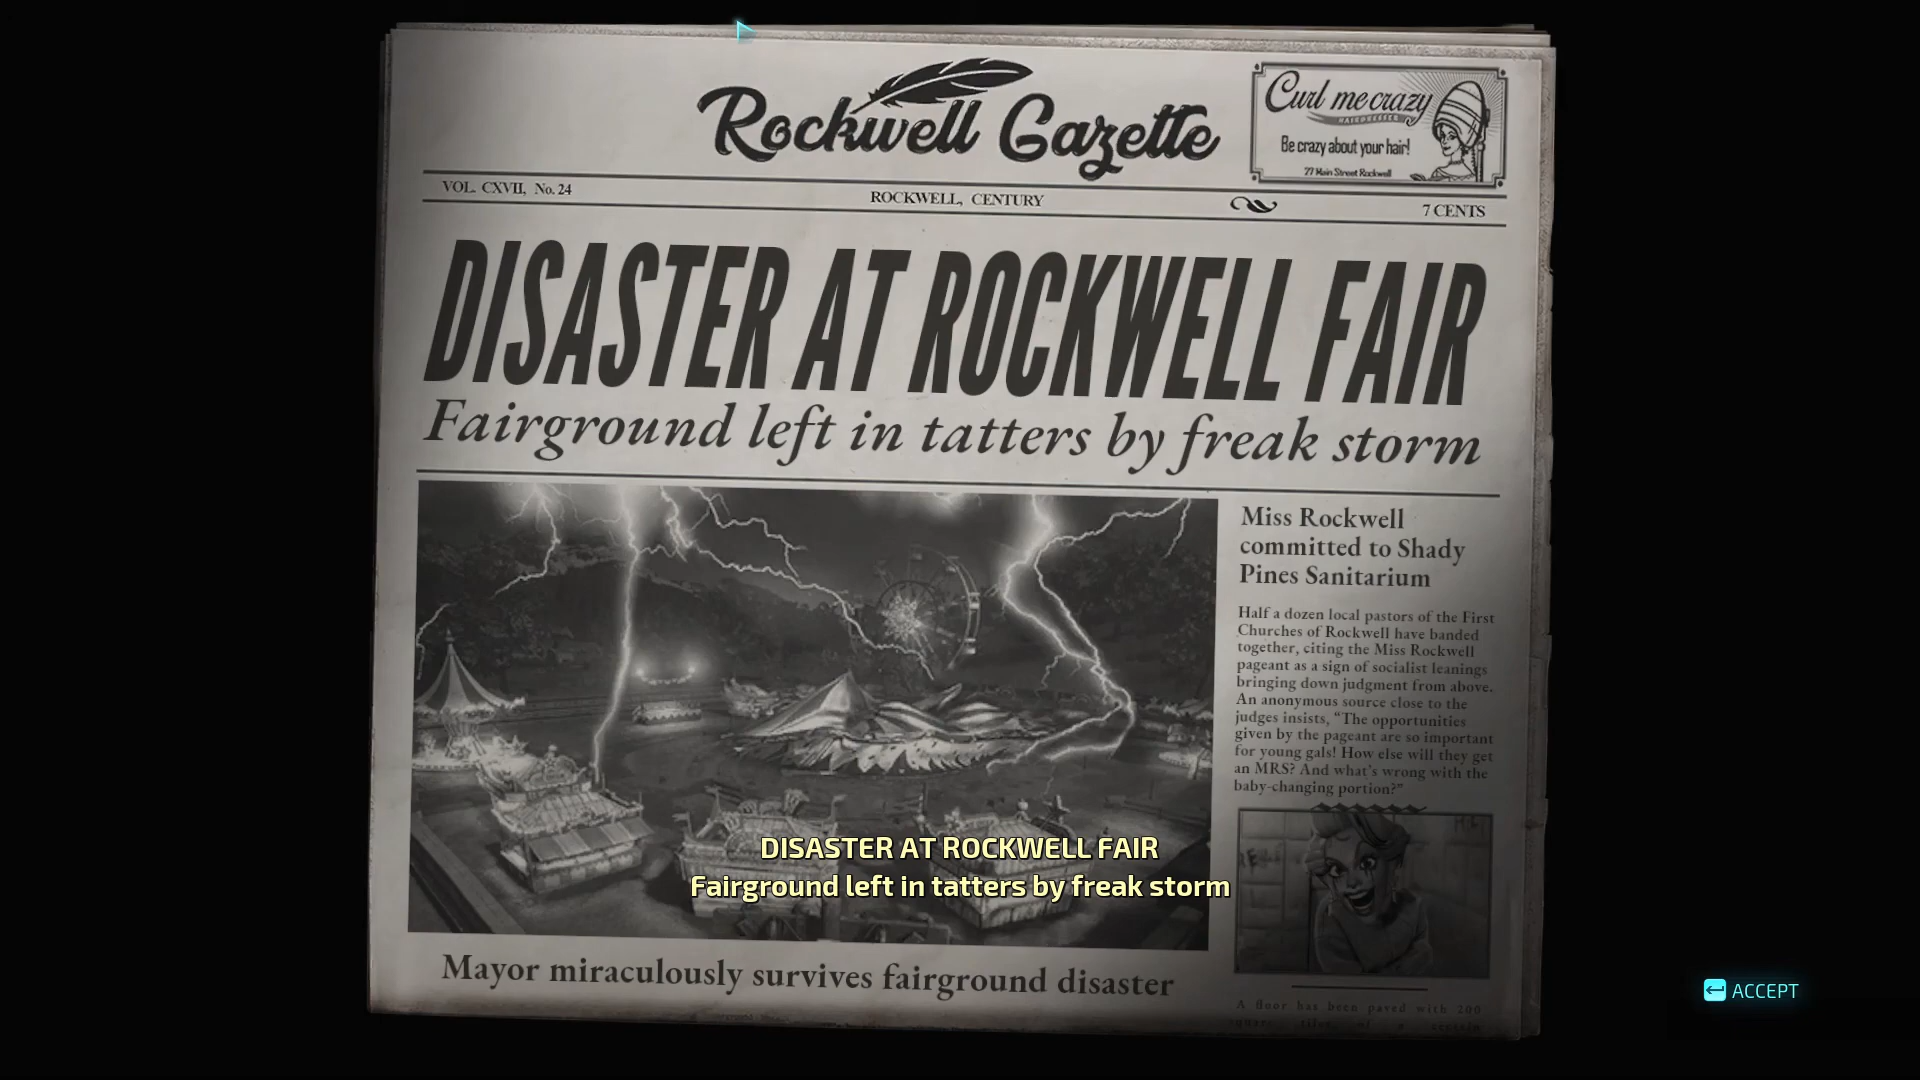 Rockwell Gazette
Curl me crazy
HAIRDRESSER
Be crazy about your hair!
27 Main Street Rockwell
VOL. CXVII, No. 24
ROCKWELL, CENTURY
7 CENTS
DISASTER AT ROCKWELL FAIR
Fairground left in tatters by freak storm
Miss Rockwell
committed to Shady
Pines Sanitarium
Half a dozen local pastors of the First
Churches of Rockwell have banded
together, citing the Miss Rockwell
pageant as a sign of socialist leanings
bringing down judgment from above.
An anonymous source close to the
judges insists, “The opportunities
given by the pageant are so important
for young gals! How else will they get
an MRS? And what’s wrong with the
baby-changing portion?”
DISASTER AT ROCKWELL FAIR
Fairground left in tatters by freak storm
Mayor miraculously survives fairground disaster
A floor has been paved with 200
square tiles of a certain
ACCEPT